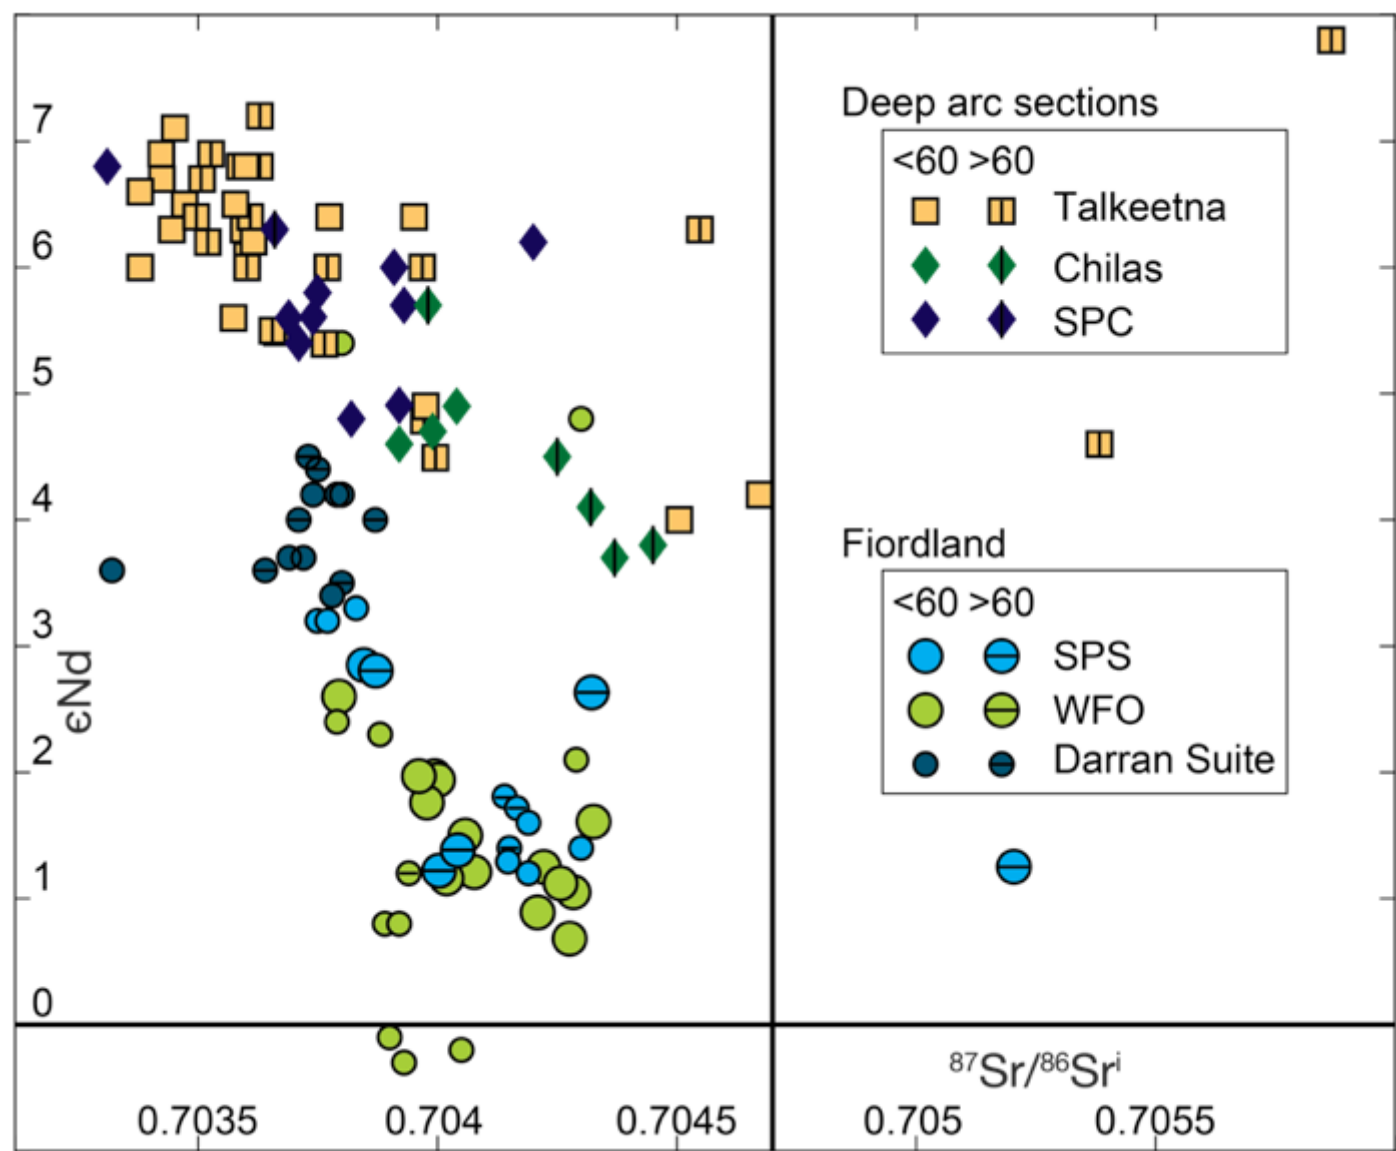 7
6
5
4
3
2
1
0
ϵNd
Deep arc sections
<60 >60
Talkeetna
Chilas
SPC
Fiordland
<60 >60
SPS
WFO
Darran Suite
⁸⁷Sr/⁸⁶Srⁱ
0.7035 0.704 0.7045 0.705 0.7055